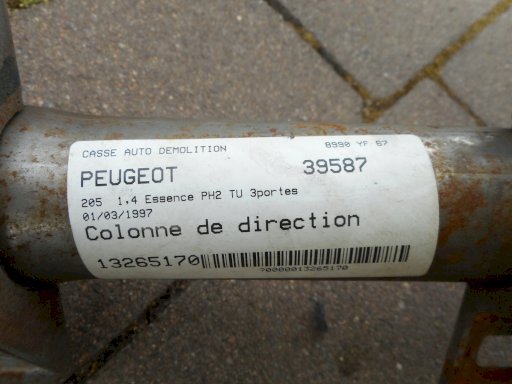 CASSE AUTO DEMOLITION 8990 YF 67
PEUGEOT 39587
205 1,4 Essence PH2 TU 3portes
01/03/1997
Colonne de direction
13265170
7000013265170